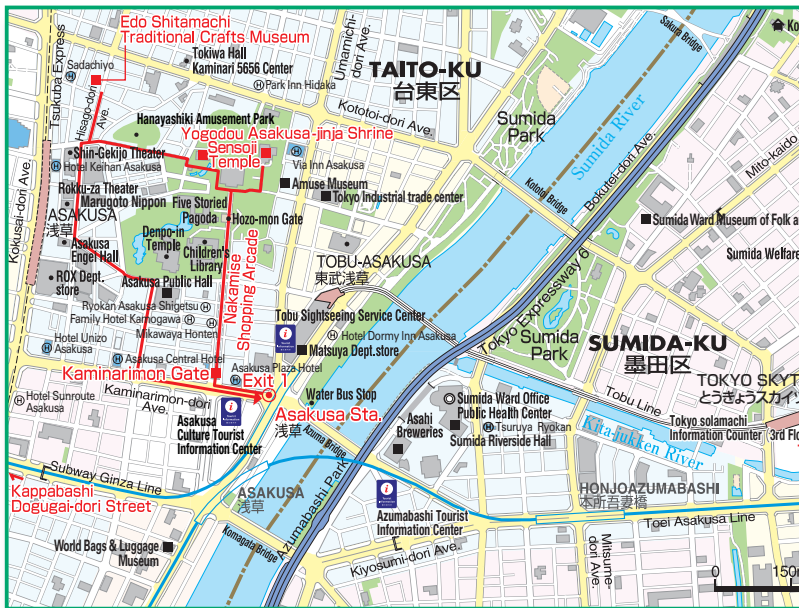 Edo Shitamachi
Traditional Crafts Museum
Sadachiyo
Tsukuba Express
Hisago-dori
Ave.
Tokiwa Hall
Kaminari 5656 Center
Park Inn Hidaka
Umamichi-
dori Ave.
TAITO-KU
台東区
Kototoi-dori Ave.
Sakura Bridge
Ko
Sumida
Park
Sumida River
Bokutei-dori Ave.
Mito-kaido
Hanayashiki Amusement Park
Yogodou Asakusa-jinja Shrine
Sensoji
Temple
Shin-Gekijo Theater
Hotel Keihan Asakusa
Via Inn Asakusa
Amuse Museum
Tokyo Industrial trade center
Kototoi Bridge
Kokusai-dori Ave.
Rokku-za Theater
Marugoto Nippon
ASAKUSA
浅草
Five Storied
Pagoda
Hozo-mon Gate
Denpo-in
Temple
Children's
Library
Asakusa
Engei Hall
ROX Dept.
store
Asakusa Public Hall
Nakamise
Shopping Arcade
TOBU-ASAKUSA
東武浅草
Sumida Ward Museum of Folk a
Sumida Welfare
Ryokan Asakusa Shigetsu
Family Hotel Kamogawa
Mikawaya Honten
Tobu Sightseeing Service Center
Hotel Dormy Inn Asakusa
Matsuya Dept.store
Tokyo Expressway 6
Sumida
Park
SUMIDA-KU
墨田区
Hotel Unizo
Asakusa
Asakusa Central Hotel
Asakusa Plaza Hotel
Kaminarimon Gate
Exit 1
TOKYO SKYT
とうきょうスカイツ
Tobu Line
Hotel Sunroute
Asakusa
Kaminarimon-dori
Ave.
Asakusa
Culture Tourist
Information Center
Water Bus Stop
Asakusa Sta.
浅草
Sumida Ward Office
Public Health Center
Tsuruya Ryokan
Sumida Riverside Hall
Asahi
Breweries
Tokyo solamachi
Information Counter
3rd Flo
Kita-jukken River
Azuma Bridge
Subway Ginza Line
1
Kappabashi
Dogugai-dori Street
ASAKUSA
浅草
Azumabashi Park
HONJOAZUMABASHI
本所吾妻橋
Azumabashi Tourist
Information Center
Toei Asakusa Line
World Bags & Luggage
Museum
Komagata Bridge
Kiyosumi-dori Ave.
Mitsume-
dori Ave.
0 150m